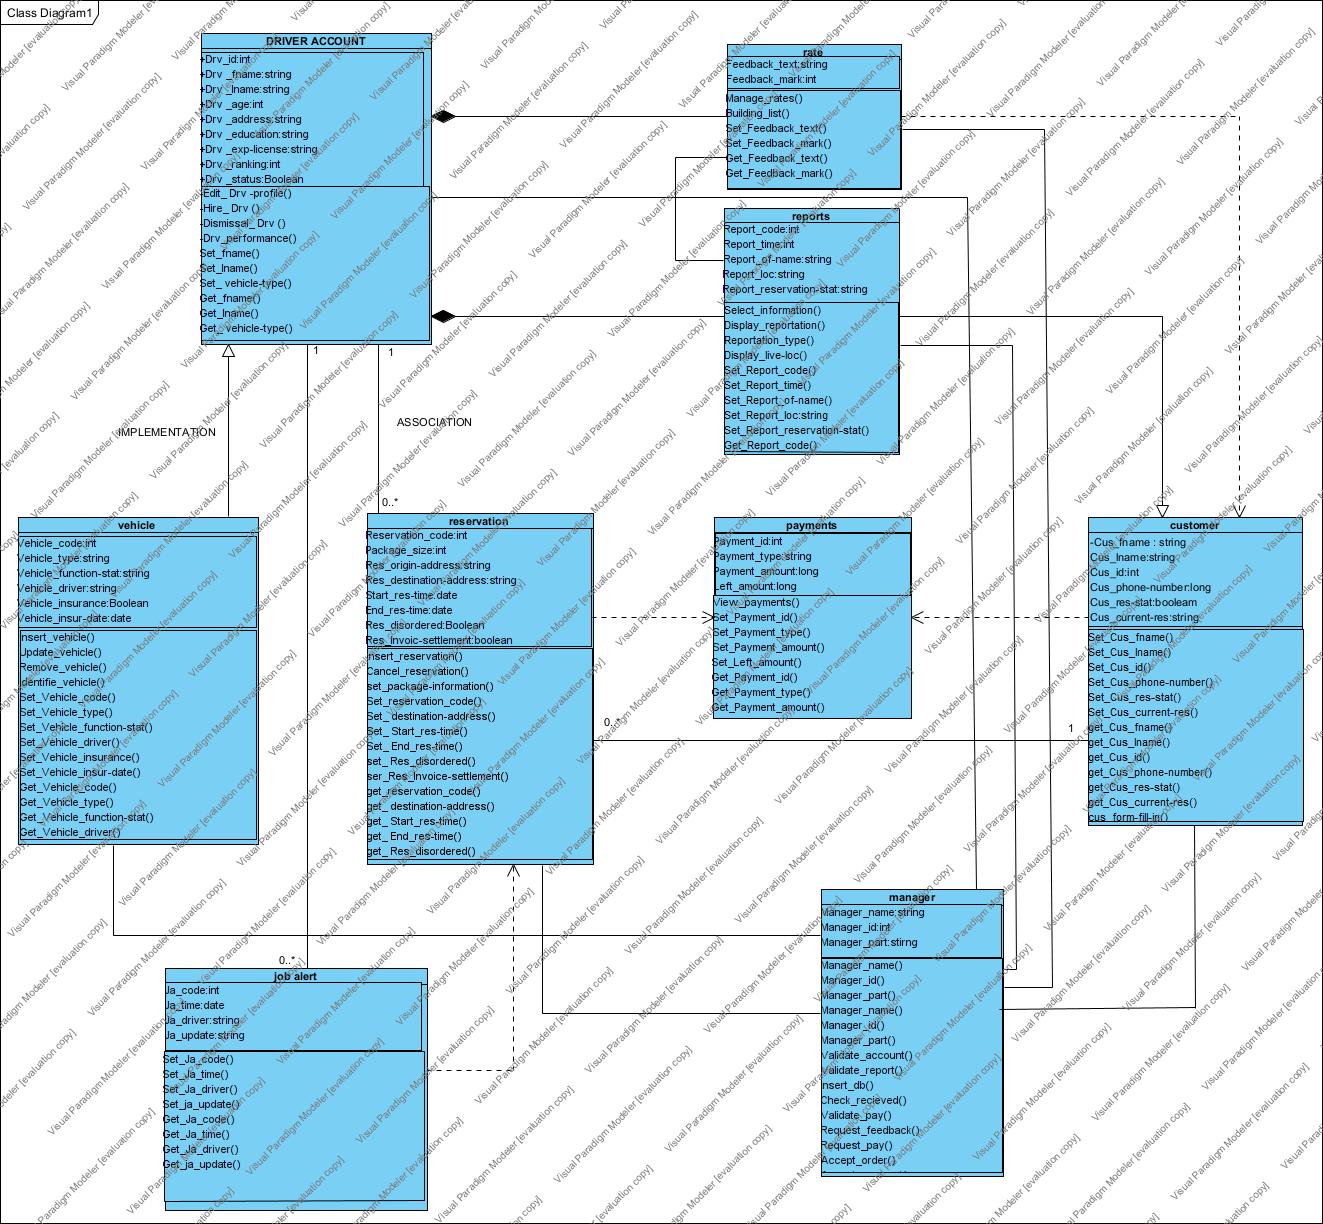 Class Diagram1
DRIVER ACCOUNT
+Drv_id:int
+Drv _fname:string
+Drv _lname:string
+Drv _age:int
+Drv _address:string
+Drv _education:string
+Drv _exp-license:string
+Drv _ranking:int
+Drv _status:Boolean
Edit_ Drv -profile()
-Hire_ Drv ()
-Dismissal_ Drv ()
-Drv_performance()
Set_fname()
Set_lname()
Set_ vehicle-type()
Get_fname()
Get_lname()
Get_ vehicle-type()
rate
Feedback_text:string
Feedback_mark:int
Manage_rates()
Building_list()
Set_Feedback_text()
Set_Feedback_mark()
Get_Feedback_text()
Get_Feedback_mark()
reports
Report_code:int
Report_time:int
Report_of-name:string
Report_loc:string
Report_reservation-stat:string
Select_information()
Display_reportation()
Reportation_type()
Display_live-loc()
Set_Report_code()
Set_Report_time()
Set_Report_of-name()
Set_Report_loc:string
Set_Report_reservation-stat()
Get_Report_code()
1
1
IMPLEMENTATION
ASSOCIATION
0..*
vehicle
Vehicle_code:int
Vehicle_type:string
Vehicle_function-stat:string
Vehicle_driver:string
Vehicle_insurance:Boolean
Vehicle_insur-date:date
Insert_vehicle()
Update_vehicle()
Remove_vehicle()
Identifie_vehicle()
Set_Vehicle_code()
Set_Vehicle_type()
Set_Vehicle_function-stat()
Set_Vehicle_driver()
Set_Vehicle_insurance()
Set_Vehicle_insur-date()
Get_Vehicle_code()
Get_Vehicle_type()
Get_Vehicle_function-stat()
Get_Vehicle_driver()
reservation
Reservation_code:int
Package_size:int
Res_origin-address:string
Res_destination-address:string
Start_res-time:date
End_res-time:date
Res_disordered:Boolean
Res_Invoic-settlement:boolean
Insert_reservation()
Cancel_reservation()
set_package-information()
Set_reservation_code()
Set_ destination-address()
Set_ Start_res-time()
Set_ End_res-time()
Set_ Res_disordered()
ser_Res_Invoice-settlement()
get_reservation_code()
get_ destination-address()
get_ Start_res-time()
get_ End_res-time()
get_ Res_disordered()
payments
Payment_id:int
Payment_type:string
Payment_amount:long
Left_amount:long
View_payments()
Set_Payment_id()
Set_Payment_type()
Set_Payment_amount()
Set_Left_amount()
Get_Payment_id()
Get_Payment_type()
Get_Payment_amount()
0..*
1
customer
-Cus_fname : string
Cus_lname:string
Cus_id:int
Cus_phone-number:long
Cus_res-stat:booleam
Cus_current-res:string
Set_Cus_fname()
Set_Cus_lname()
Set_Cus_id()
Set_Cus_phone-number()
Set_Cus_res-stat()
Set_Cus_current-res()
get_Cus_fname()
get_Cus_lname()
get_Cus_id()
get_Cus_phone-number()
get_Cus_res-stat()
get_Cus_current-res()
cus_form-fill-in()
0..*
job alert
Ja_code:int
Ja_time:date
Ja_driver:string
Ja_update:string
Set_Ja_code()
Set_Ja_time()
Set_Ja_driver()
Set_ja_update()
Get_Ja_code()
Get_Ja_time()
Get_Ja_driver()
Get_ja_update()
manager
Manager_name:string
Manager_id:int
Manager_part:stirng
Manager_name()
Manager_id()
Manager_part()
Manager_name()
Manager_id()
Manager_part()
Validate_account()
Validate_report()
Insert_db()
Check_recieved()
Validate_pay()
Request_feedback()
Request_pay()
Accept_order()
Visual Paradigm Modeler [evaluation copy]